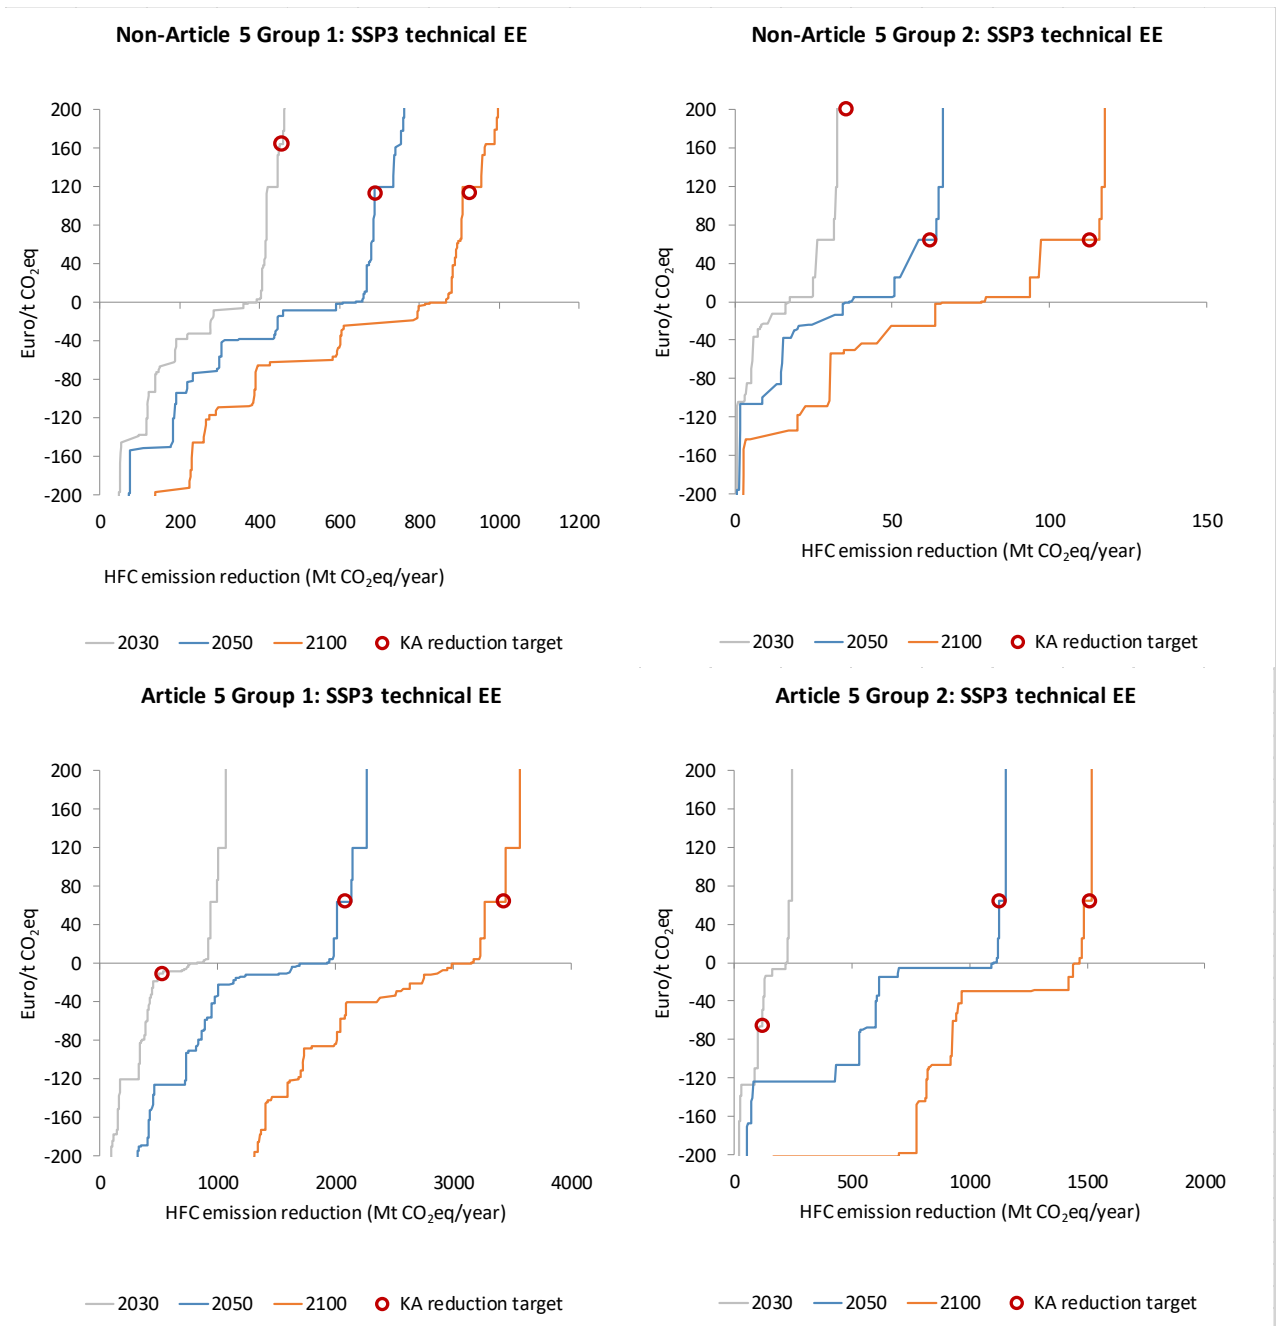 Non-Article 5 Group 1: SSP3 technical EE
200
160
120
80
40
0
-40
-80
-120
-160
-200
Euro/t CO₂eq
0 200 400 600 800 1000 1200
HFC emission reduction (Mt CO₂eq/year)
2030 2050 2100 KA reduction target
Non-Article 5 Group 2: SSP3 technical EE
200
160
120
80
40
0
-40
-80
-120
-160
-200
Euro/t CO₂eq
0 50 100 150
HFC emission reduction (Mt CO₂eq/year)
2030 2050 2100 KA reduction target
Article 5 Group 1: SSP3 technical EE
200
160
120
80
40
0
-40
-80
-120
-160
-200
Euro/t CO₂eq
0 1000 2000 3000 4000
HFC emission reduction (Mt CO₂eq/year)
2030 2050 2100 KA reduction target
Article 5 Group 2: SSP3 technical EE
200
160
120
80
40
0
-40
-80
-120
-160
-200
Euro/t CO₂eq
0 500 1000 1500 2000
HFC emission reduction (Mt CO₂eq/year)
2030 2050 2100 KA reduction target